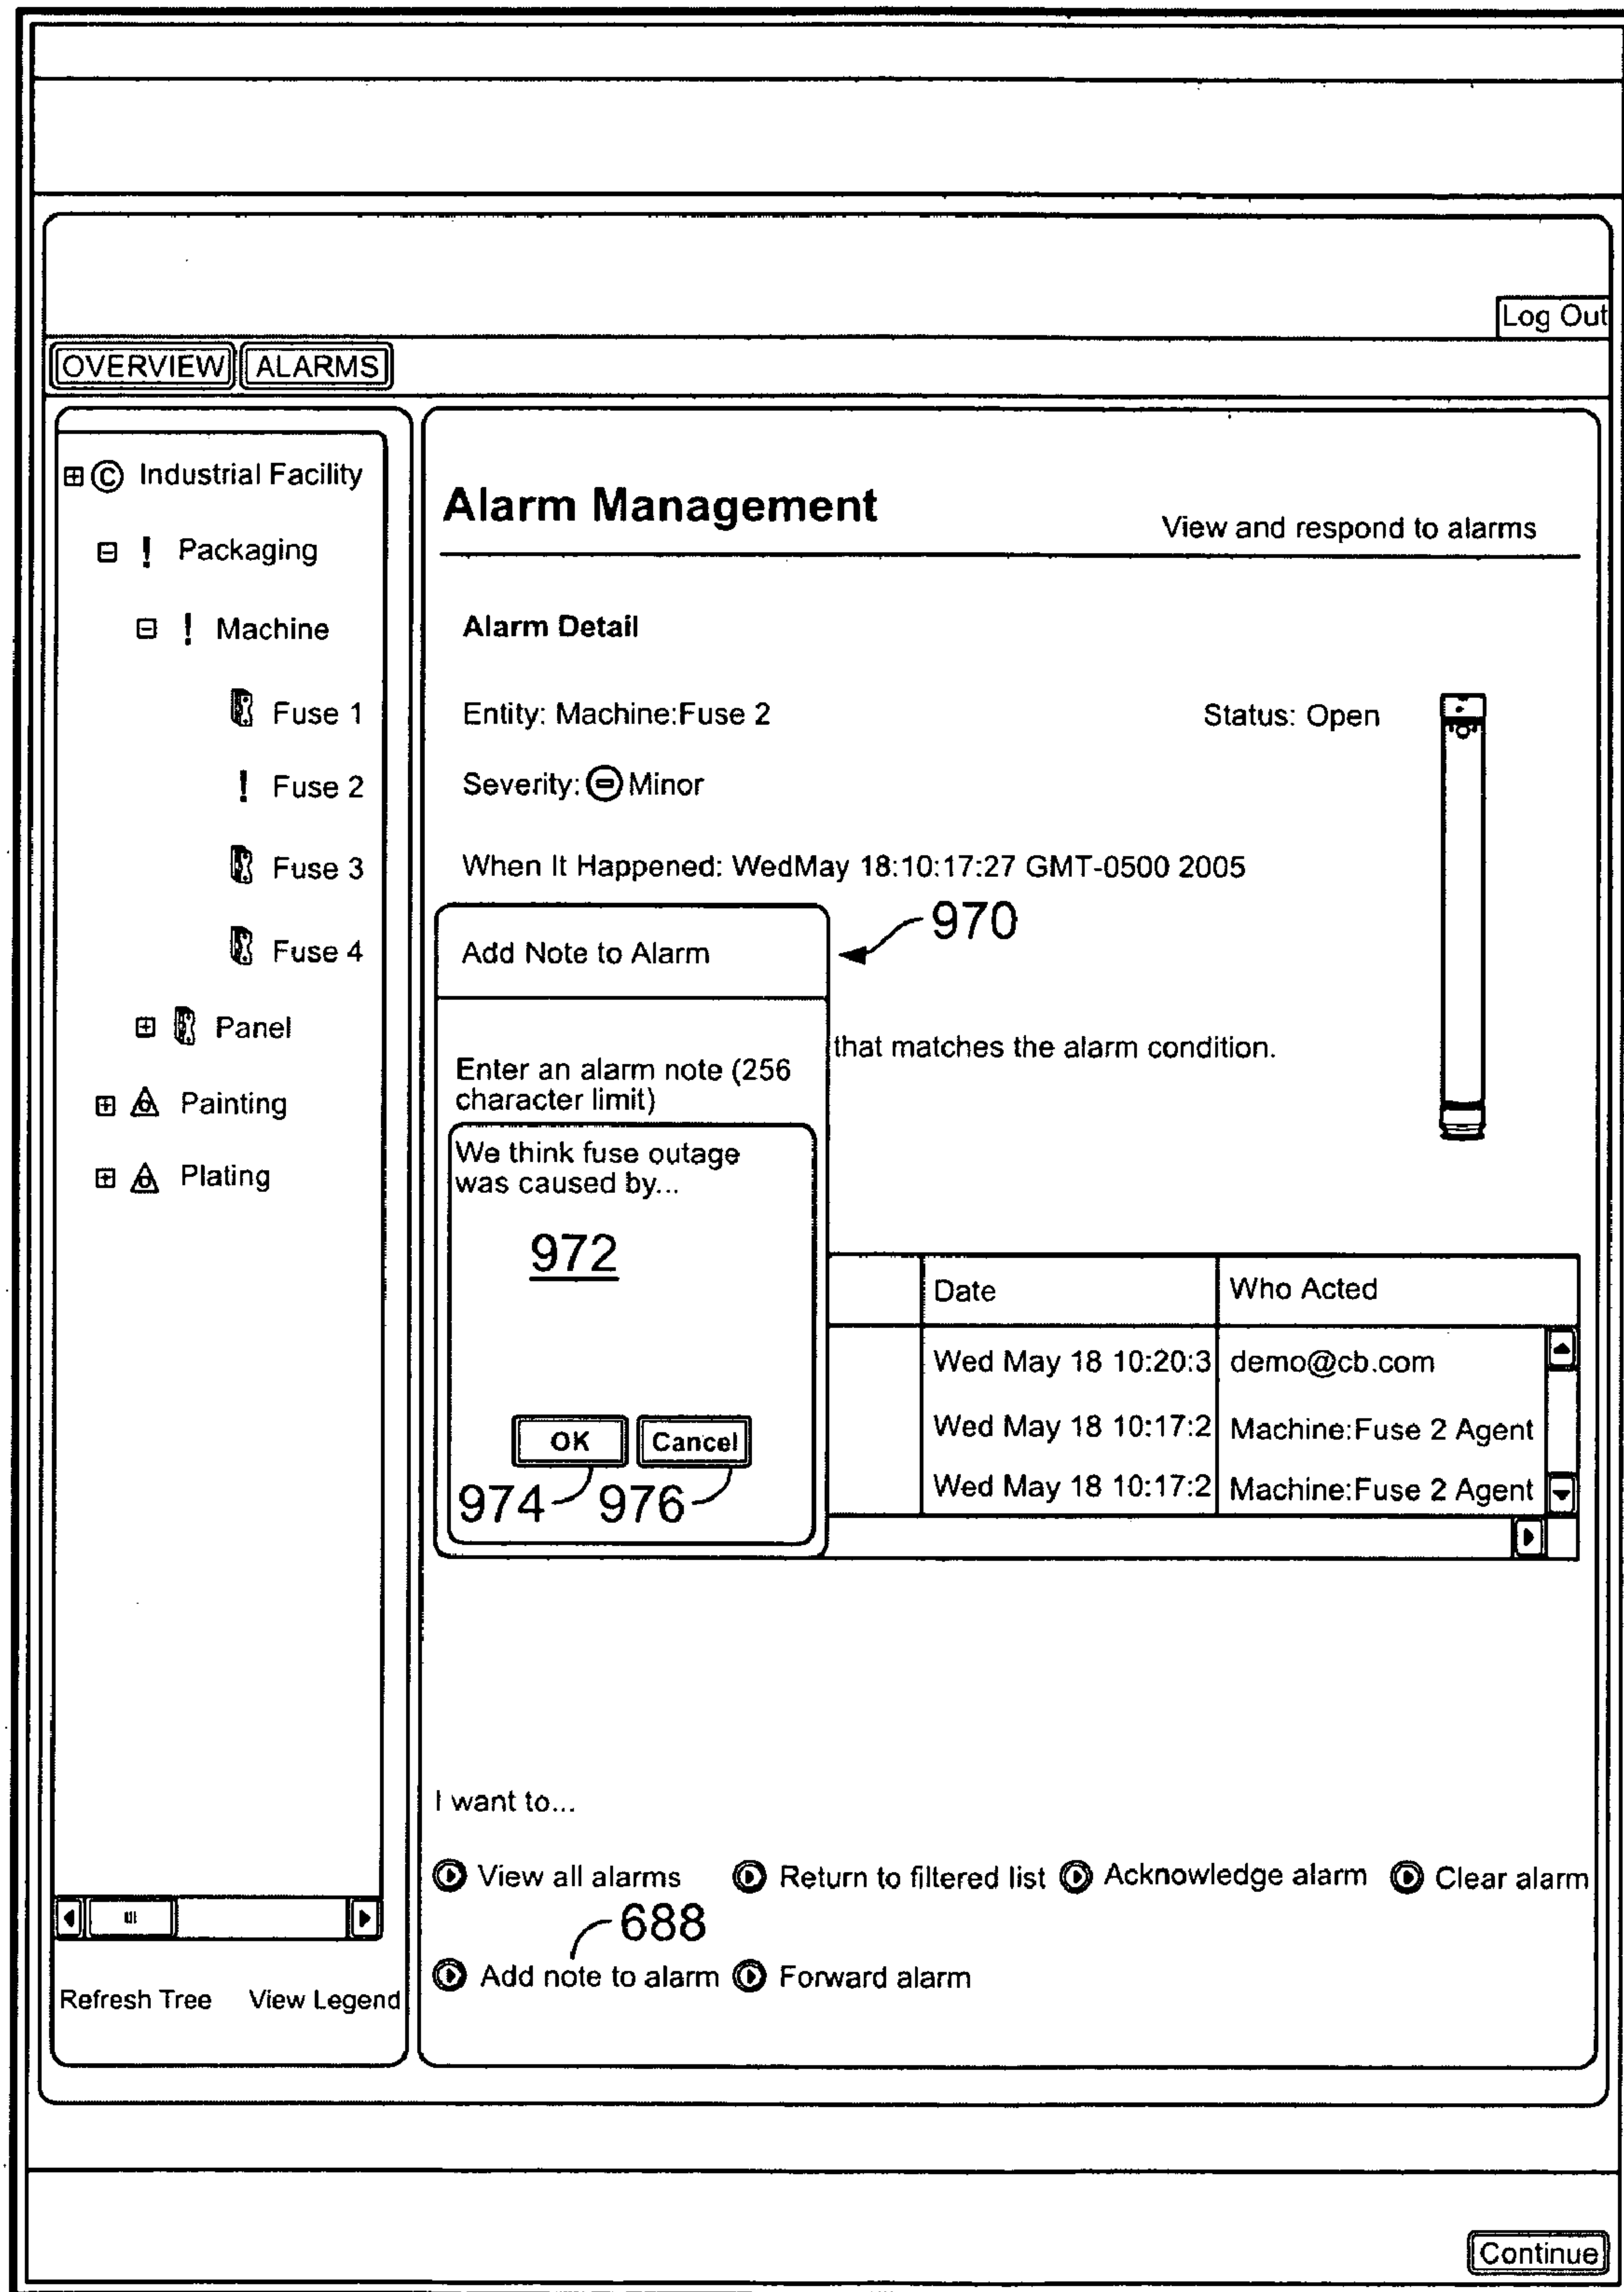 Log Out
OVERVIEW ALARMS
Industrial Facility
Packaging
Machine
Fuse 1
Fuse 2
Fuse 3
Fuse 4
Panel
Painting
Plating
Refresh Tree View Legend
Alarm Management
View and respond to alarms
Alarm Detail
Entity: Machine:Fuse 2 Status: Open
Severity: Minor
When It Happened: WedMay 18:10:17:27 GMT-0500 2005
970
Add Note to Alarm
that matches the alarm condition.
Enter an alarm note (256
character limit)
We think fuse outage
was caused by...
972
OK Cancel
974 976
Date Who Acted
Wed May 18 10:20:3 demo@cb.com
Wed May 18 10:17:2 Machine:Fuse 2 Agent
Wed May 18 10:17:2 Machine:Fuse 2 Agent
I want to...
View all alarms Return to filtered list Acknowledge alarm Clear alarm
688
Add note to alarm Forward alarm
Continue